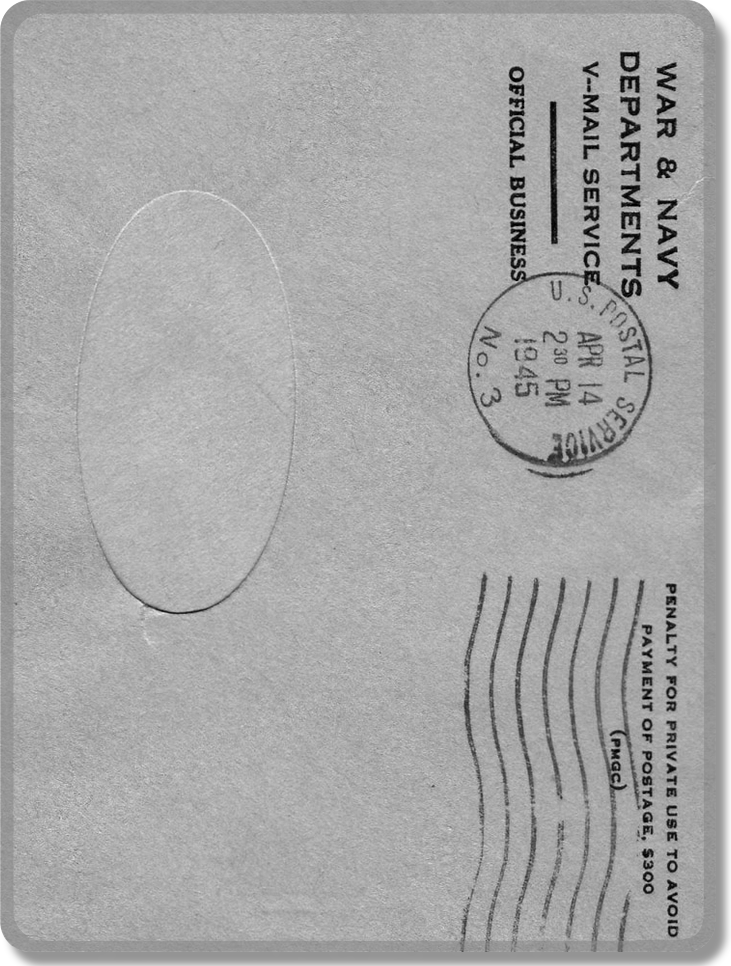 WAR & NAVY
DEPARTMENTS
V--MAIL SERVICE
OFFICIAL BUSINESS
U.S. POSTAL SERVICE
APR 14
2 30 PM
1945
No. 3
PENALTY FOR PRIVATE USE TO AVOID
PAYMENT OF POSTAGE, $300
(PMGC)